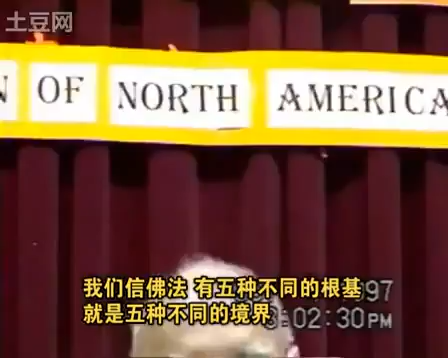 土豆网
N OF NORTH AMERICA
我们信佛法 有五种不同的根基
就是五种不同的境界
97
:02:30PM